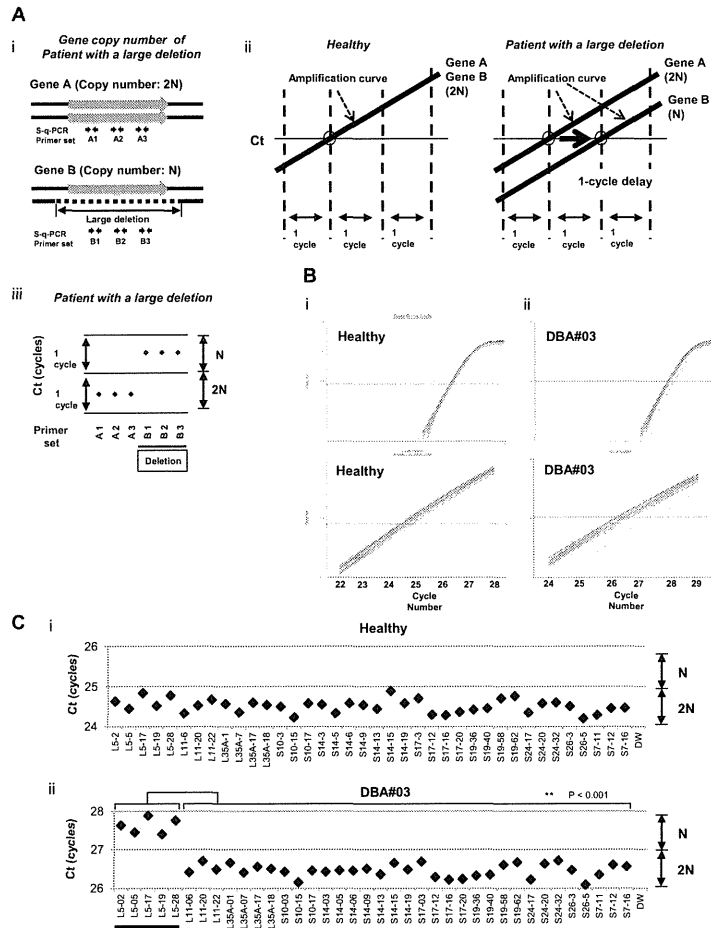 A
i
Gene copy number of
Patient with a large deletion
Gene A (Copy number: 2N)
S-q-PCR
Primer set
A1 A2 A3
Gene B (Copy number: N)
Large deletion
S-q-PCR
Primer set
B1 B2 B3
ii
Healthy
Amplification curve
Gene A
Gene B
(2N)
Ct
1
cycle
1
cycle
1
cycle
Patient with a large deletion
Amplification curve
Gene A
(2N)
Gene B
(N)
1-cycle delay
1
cycle
1
cycle
1
cycle
iii
Patient with a large deletion
Ct (cycles)
1
cycle
1
cycle
N
2N
Primer
set
A1 A2 A3 B1 B2 B3
Deletion
B
i
Healthy
Healthy
22 23 24 25 26 27 28
Cycle
Number
ii
DBA#03
DBA#03
24 25 26 27 28 29
Cycle
Number
C
i
Healthy
Ct (cycles)
26
25
24
N
2N
L5-2 L5-5 L5-17 L5-19 L5-28 L11-6 L11-20 L11-22 L35A-1 L35A-7 L35A-17 L35A-18 S10-3 S10-15 S10-17 S14-3 S14-5 S14-6 S14-9 S14-13 S14-15 S14-19 S17-3 S17-12 S17-16 S17-20 S19-36 S19-40 S19-58 S19-62 S24-17 S24-20 S24-32 S26-3 S26-5 S7-11 S7-12 S7-16 DW
ii
DBA#03
** P < 0.001
Ct (cycles)
28
27
26
N
2N
L5-02 L5-05 L5-17 L5-19 L5-28 L11-06 L11-20 L11-22 L35A-01 L35A-07 L35A-17 L35A-18 S10-03 S10-15 S10-17 S14-03 S14-05 S14-06 S14-09 S14-13 S14-15 S14-19 S17-03 S17-12 S17-16 S17-20 S19-36 S19-40 S19-58 S19-62 S24-17 S24-20 S24-32 S26-3 S26-5 S7-11 S7-12 S7-16 DW